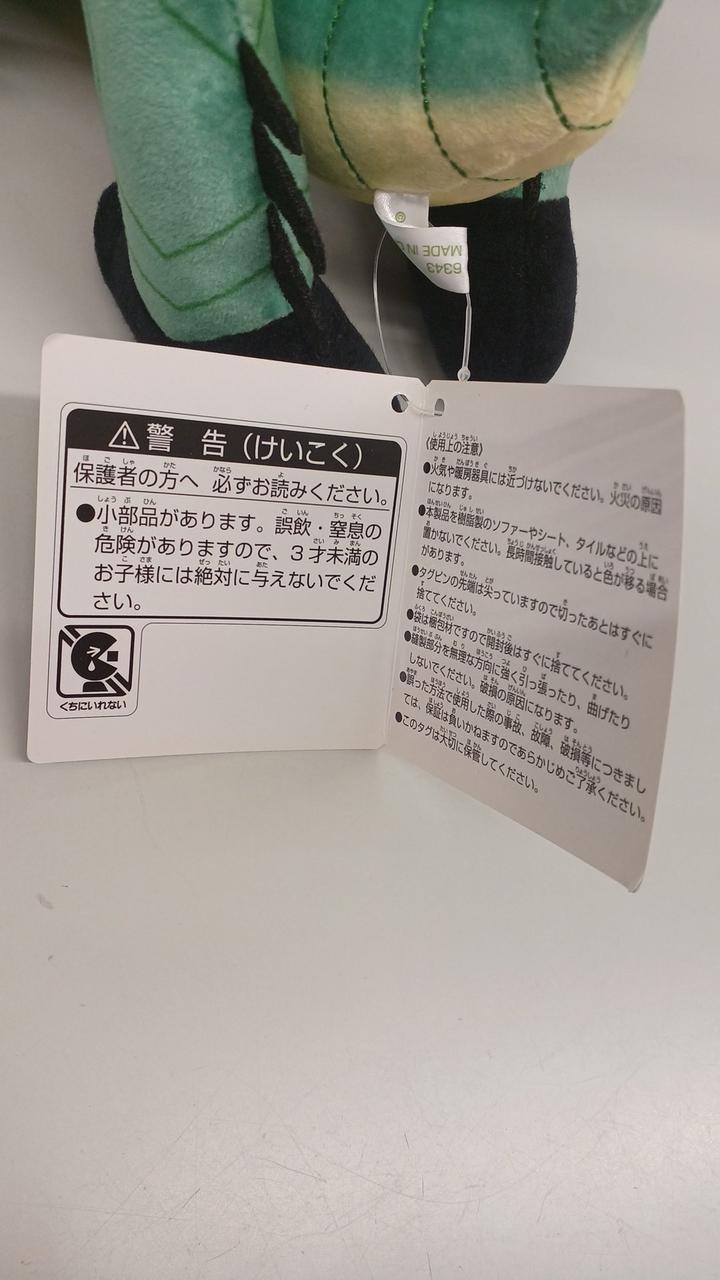 ©
MADE IN C
6343
⚠警 告(けいこく)
保護者の方へ 必ずお読みください。
●小部品があります。誤飲・窒息の
危険がありますので、3才未満の
お子様には絶対に与えないでくだ
さい。
くちにいれない
《使用上の注意》
●火気や暖房器具には近づけないでください。火災の原因
になります。
●本製品を樹脂製のソファーやシート、タイルなどの上に
置かないでください。長時間接触していると色が移る場合
があります。
●タグピンの先端は尖っていますので切ったあとはすぐに
捨ててください。
●袋は梱包材ですので開封後はすぐに捨ててください。
●縫製部分を無理な方向に強く引っ張ったり、曲げたり
しないでください。破損の原因になります。
●誤った方法で使用した際の事故、故障、破損等につきまし
ては、保証は負いかねますのであらかじめご了承ください。
●このタグは大切に保管してください。